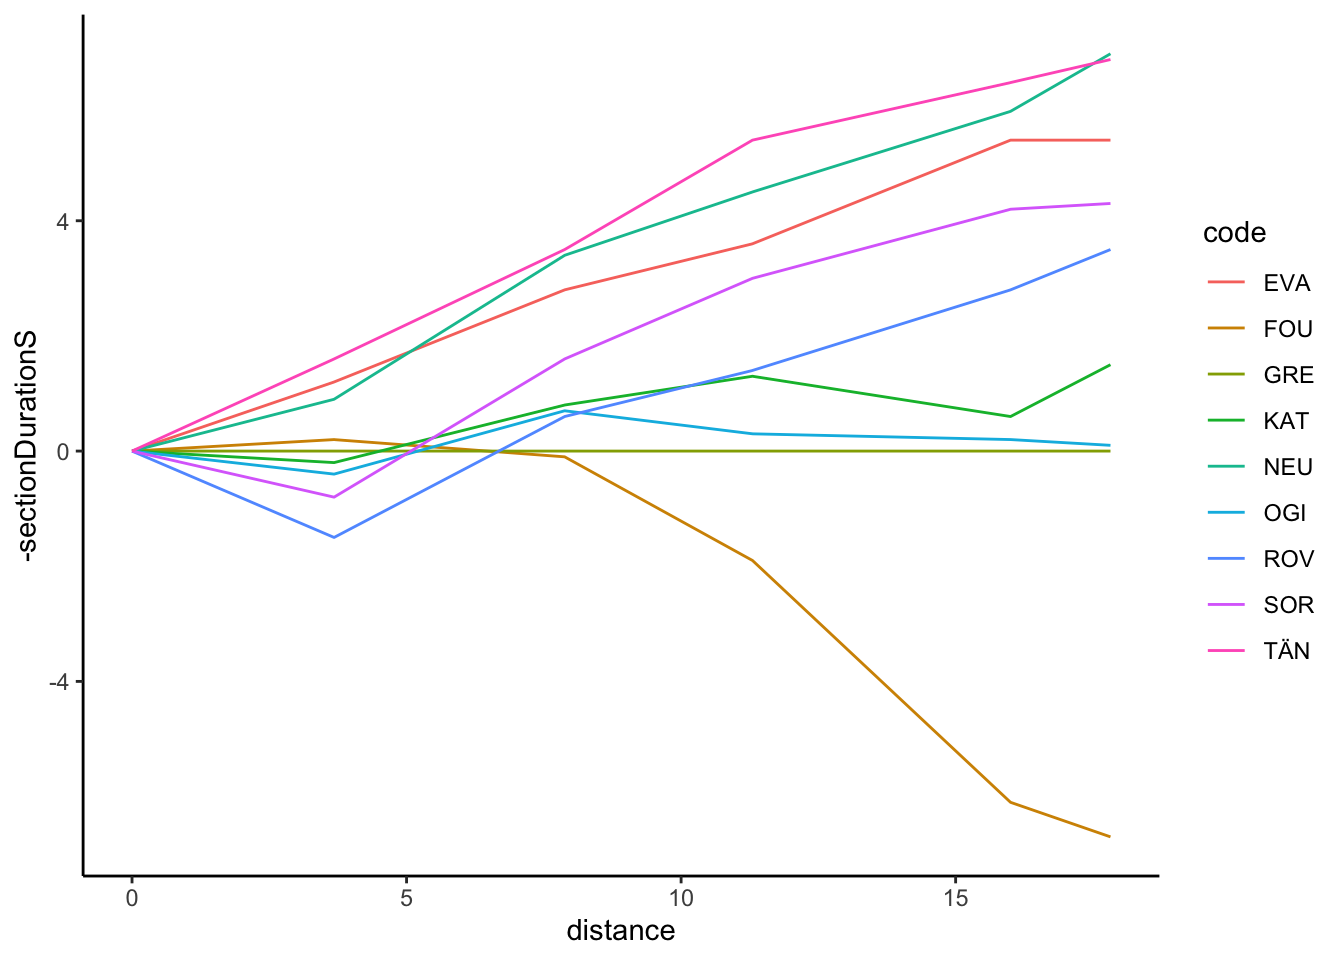 4
0
-4
-sectionDurationS
0
5
10
15
distance
code
EVA
FOU
GRE
KAT
NEU
OGI
ROV
SOR
TÄN